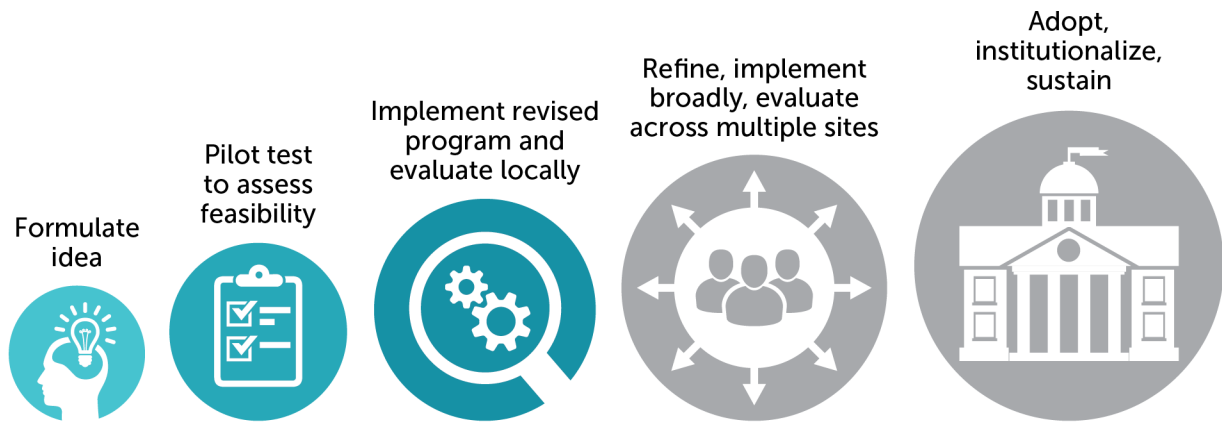 Formulate
idea
Pilot test
to assess
feasibility
Implement revised
program and
evaluate locally
Refine, implement
broadly, evaluate
across multiple sites
Adopt,
institutionalize,
sustain